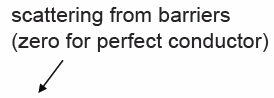 scattering from barriers
(zero for perfect conductor)